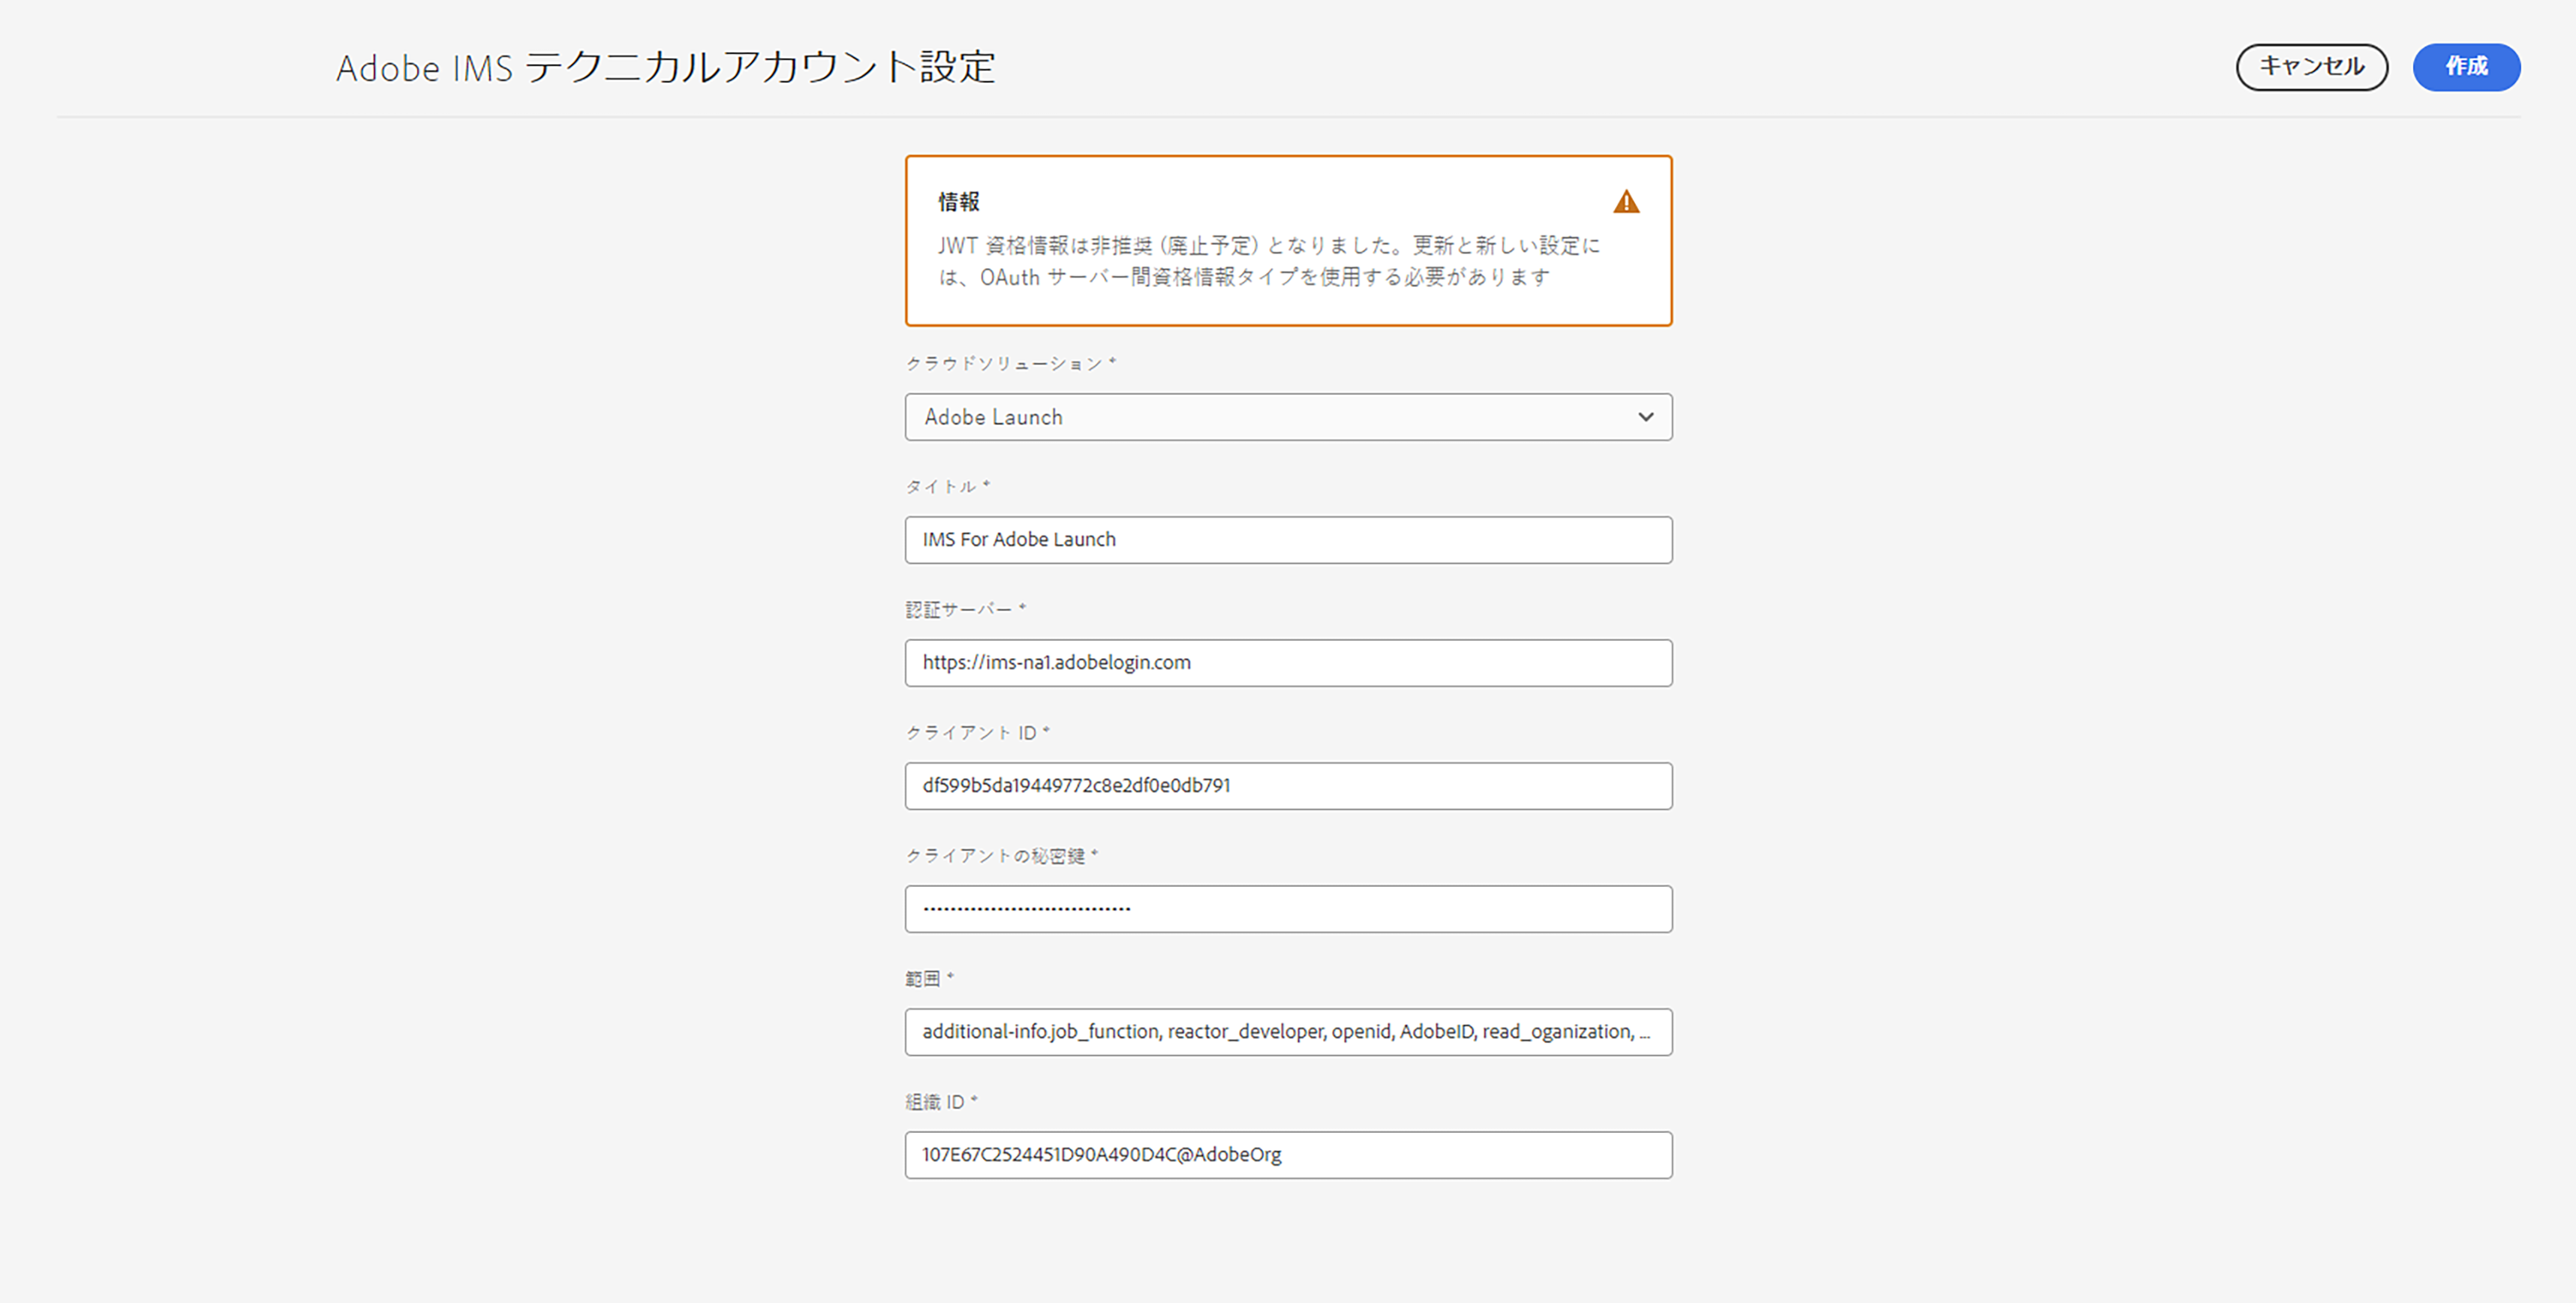 Adobe IMS テクニカルアカウント設定
キャンセル
作成
情報
JWT 資格情報は非推奨 (廃止予定) となりました。更新と新しい設定に
は、OAuth サーバー間資格情報タイプを使用する必要があります
クラウドソリューション *
Adobe Launch
タイトル *
IMS For Adobe Launch
認証サーバー *
https://ims-na1.adobelogin.com
クライアント ID *
df599b5da19449772c8e2df0e0db791
クライアントの秘密鍵 *
•••••••••••••••••••••••••••••••
範囲 *
additional-info.job_function, reactor_developer, openid, AdobeID, read_oganization, ...
組織 ID *
107E67C2524451D90A490D4C@AdobeOrg